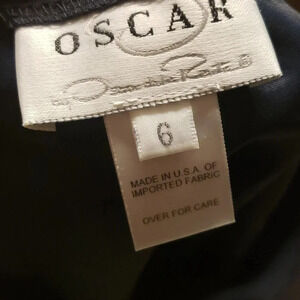 OSCAR
by Oscar de la Renta
6
MADE IN U.S.A. OF
IMPORTED FABRIC
OVER FOR CARE